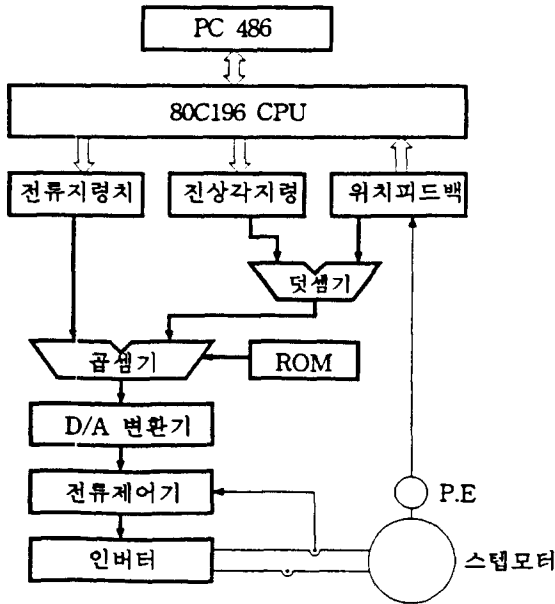 PC 486
80C196 CPU
전류지령치
진상각지령
위치피드백
덧셈기
곱셈기
ROM
D/A 변환기
전류제어기
P.E
인버터
스텝모터